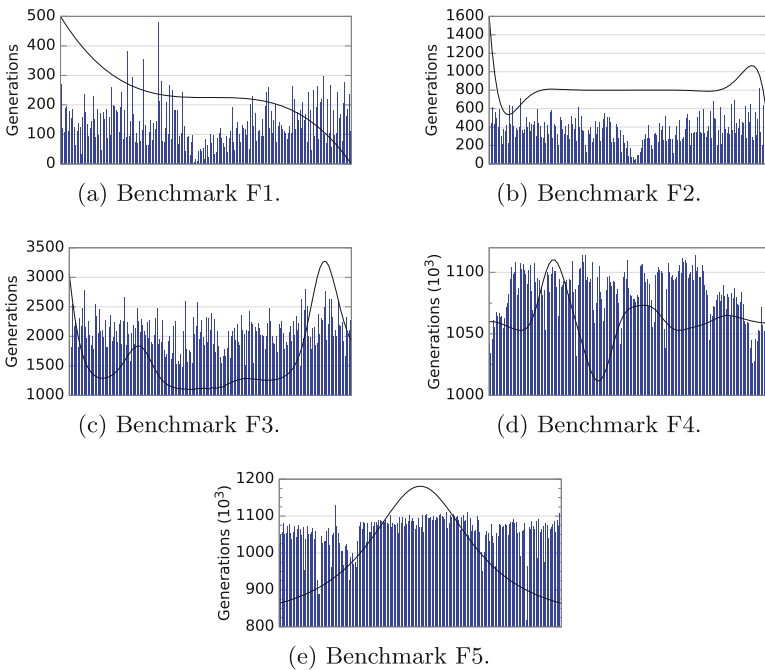 500
400
300
200
100
0
Generations
(a) Benchmark F1.
1600
1400
1200
1000
800
600
400
200
0
Generations
(b) Benchmark F2.
3500
3000
2500
2000
1500
1000
Generations
(c) Benchmark F3.
1100
1050
1000
Generations (10³)
(d) Benchmark F4.
1200
1100
1000
900
800
Generations (10³)
(e) Benchmark F5.